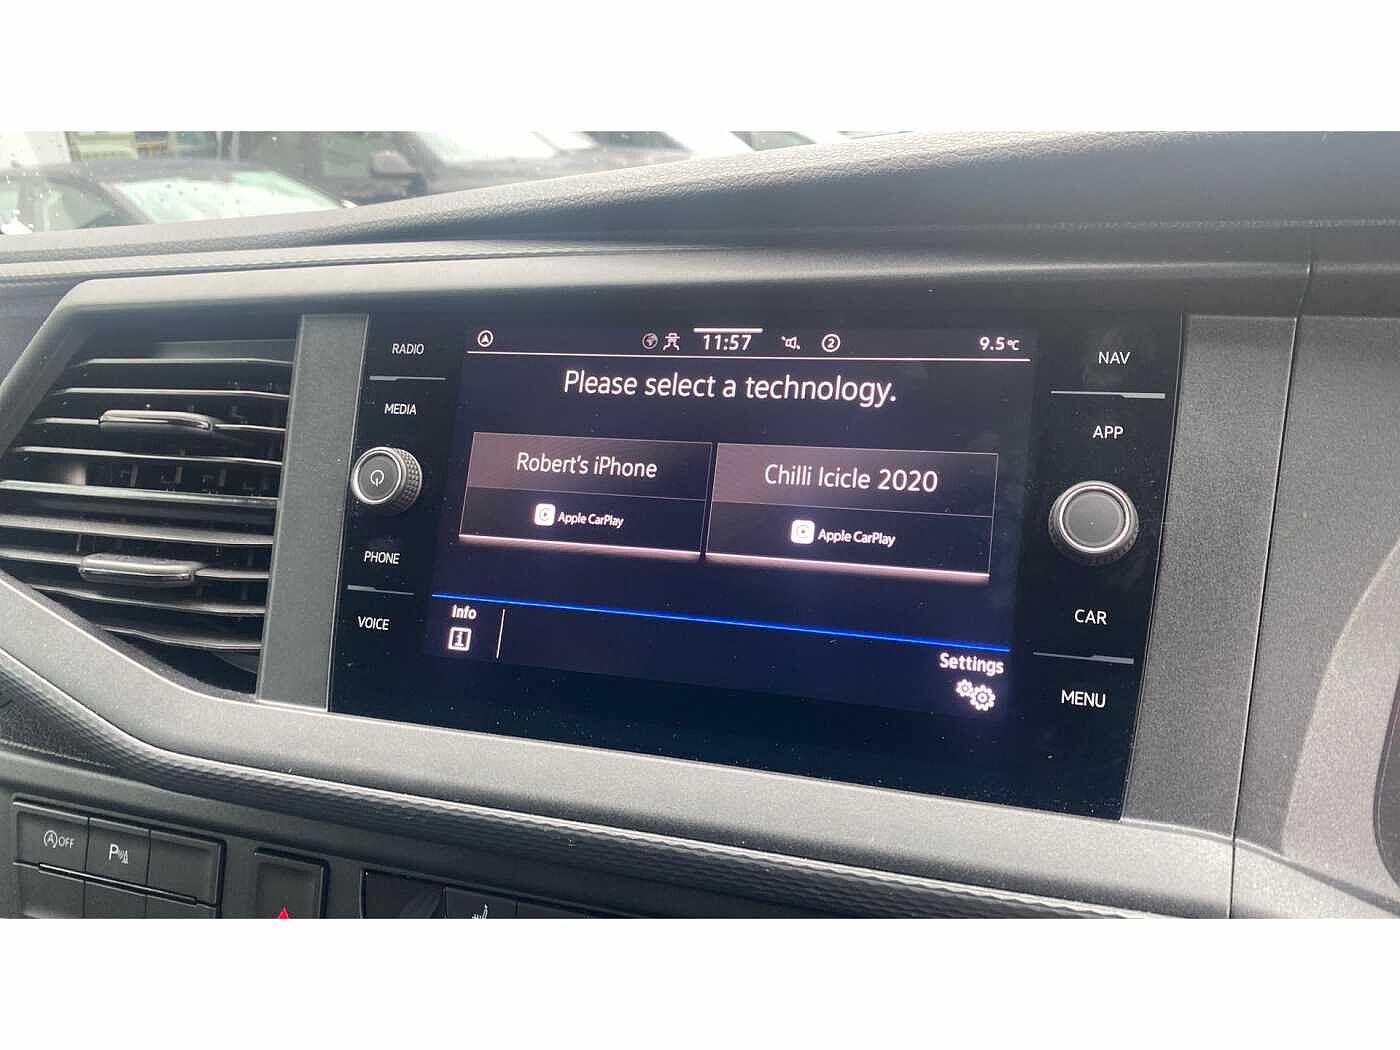 RADIO
MEDIA
PHONE
VOICE
11:57
2
9.5°C
Please select a technology.
Robert's iPhone
Apple CarPlay
Chilli Icicle 2020
Apple CarPlay
Info
Settings
NAV
APP
CAR
MENU
A OFF
P